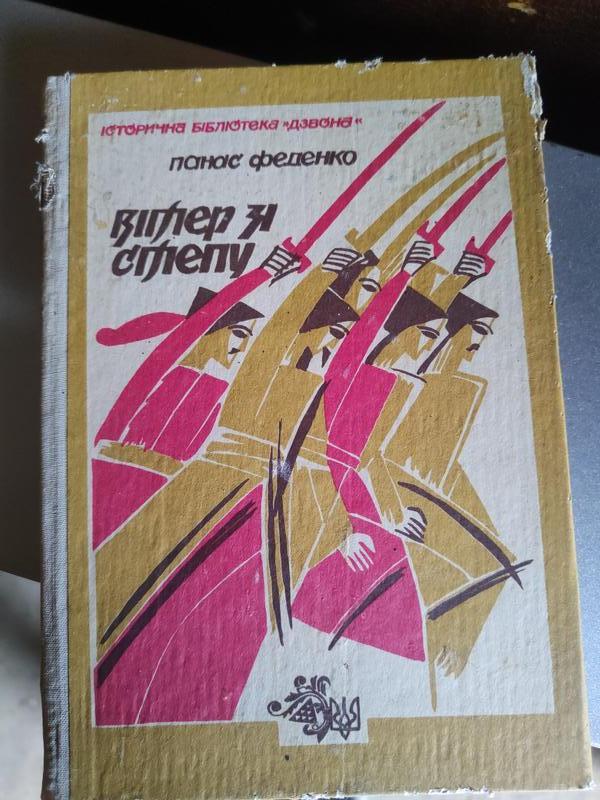 історична бібліотека „дзвона“
панас феденко
вітер зі
степу